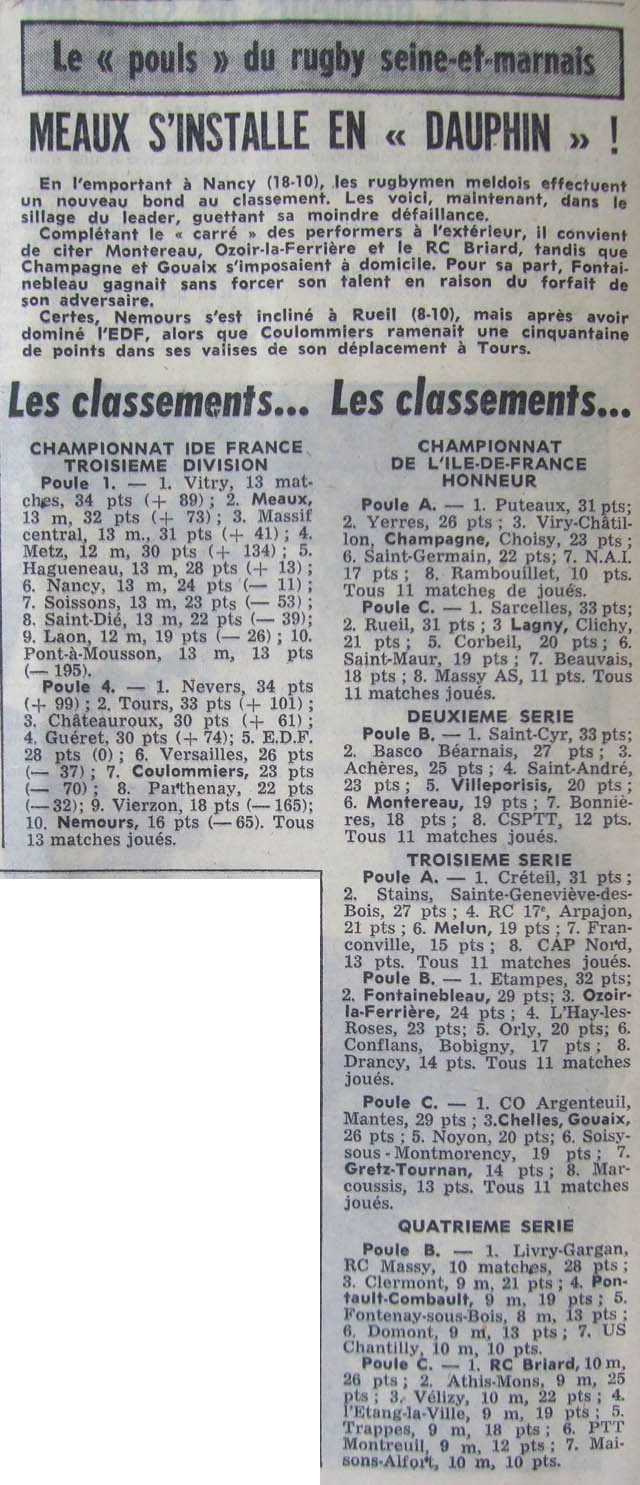 Le « pouls » du rugby seine-et-marnais
MEAUX S'INSTALLE EN « DAUPHIN » !
En l'emportant à Nancy (18-10), les rugbymen meldois effectuent
un nouveau bond au classement. Les voici, maintenant, dans le
sillage du leader, guettant sa moindre défaillance.
Complétant le « carré » des performers à l'extérieur, il convient
de citer Montereau, Ozoir-la-Ferrière et le RC Briard, tandis que
Champagne et Gouaix s'imposaient à domicile. Pour sa part, Fontai-
nebleau gagnait sans forcer son talent en raison du forfait de
son adversaire.
Certes, Nemours s'est incliné à Rueil (8-10), mais après avoir
dominé l'EDF, alors que Coulommiers ramenait une cinquantaine
de points dans ses valises de son déplacement à Tours.
Les classements...
CHAMPIONNAT IDE FRANCE
TROISIEME DIVISION
Poule 1. — 1. Vitry, 13 mat-
ches, 34 pts (+ 89) ; 2. Meaux,
13 m, 32 pts (+ 73) ; 3. Massif
central, 13 m., 31 pts (+ 41) ; 4.
Metz, 12 m, 30 pts (+ 134) ; 5.
Hagueneau, 13 m, 28 pts (+ 13) ;
6. Nancy, 13 m, 24 pts (— 11) ;
7. Soissons, 13 m, 23 pts (— 53) ;
8. Saint-Dié, 13 m, 22 pts (— 39);
9. Laon, 12 m, 19 pts (— 26) ; 10.
Pont-à-Mousson, 13 m, 13 pts
(— 195).
Poule 4. — 1. Nevers, 34 pts
(+ 99) ; 2. Tours, 33 pts (+ 101) ;
3. Châteauroux, 30 pts (+ 61) ;
4. Guéret, 30 pts (+ 74); 5. E.D.F.
28 pts (0) ; 6. Versailles, 26 pts
(— 37) ; 7. Coulommiers, 23 pts
(— 70) ; 8. Parthenay, 22 pts
(—32); 9. Vierzon, 18 pts (—165);
10. Nemours, 16 pts (—65). Tous
13 matches joués.
Les classements...
CHAMPIONNAT
DE L'ILE-DE-FRANCE
HONNEUR
Poule A. — 1. Puteaux, 31 pts;
2. Yerres, 26 pts ; 3. Viry-Châtil-
lon, Champagne, Choisy, 23 pts ;
6. Saint-Germain, 22 pts; 7. N.A.I.
17 pts ; 8. Rambouillet, 10 pts.
Tous 11 matches de joués.
Poule C. — 1. Sarcelles, 33 pts;
2. Rueil, 31 pts ; 3 Lagny, Clichy,
21 pts ; 5. Corbeil, 20 pts ; 6.
Saint-Maur, 19 pts ; 7. Beauvais,
18 pts ; 8. Massy AS, 11 pts. Tous
11 matches joués.
DEUXIEME SERIE
Poule B. — 1. Saint-Cyr, 33 pts;
2. Basco Béarnais, 27 pts ; 3.
Achères, 25 pts ; 4. Saint-André,
23 pts ; 5. Villeporisis, 20 pts ;
6. Montereau, 19 pts ; 7. Bonniè-
res, 18 pts ; 8. CSPTT, 12 pts.
Tous 11 matches joués.
TROISIEME SERIE
Poule A. — 1. Créteil, 31 pts ;
2. Stains, Sainte-Geneviève-des-
Bois, 27 pts ; 4. RC 17e, Arpajon,
21 pts ; 6. Melun, 19 pts ; 7. Fran-
conville, 15 pts ; 8. CAP Nord,
13 pts. Tous 11 matches joués.
Poule B. — 1. Etampes, 32 pts;
2. Fontainebleau, 29 pts; 3. Ozoir-
la-Ferrière, 24 pts ; 4. L'Hay-les-
Roses, 23 pts; 5. Orly, 20 pts; 6.
Conflans, Bobigny, 17 pts ; 8.
Drancy, 14 pts. Tous 11 matches
joués.
Poule C. — 1. CO Argenteuil,
Mantes, 29 pts ; 3.Chelles, Gouaix,
26 pts ; 5. Noyon, 20 pts; 6. Soisy-
sous-Montmorency, 19 pts ; 7.
Gretz-Tournan, 14 pts ; 8. Mar-
coussis, 13 pts. Tous 11 matches
joués.
QUATRIEME SERIE
Poule B. — 1. Livry-Gargan,
RC Massy, 10 matches, 28 pts ;
3. Clermont, 9 m, 21 pts ; 4. Pon-
tault-Combault, 9 m, 19 pts ; 5.
Fontenay-sous-Bois, 8 m, 13 pts ;
6. Domont, 9 m, 13 pts ; 7. US
Chantilly, 10 m, 10 pts.
Poule C. — 1. RC Briard, 10 m,
26 pts ; 2. Athis-Mons, 9 m, 25
pts ; 3. Vélizy, 10 m, 22 pts ; 4.
l'Etang-la-Ville, 9 m, 19 pts ; 5.
Trappes, 9 m, 18 pts ; 6. PTT
Montreuil, 9 m, 12 pts ; 7. Mai-
sons-Alfort, 10 m, 10 pts.